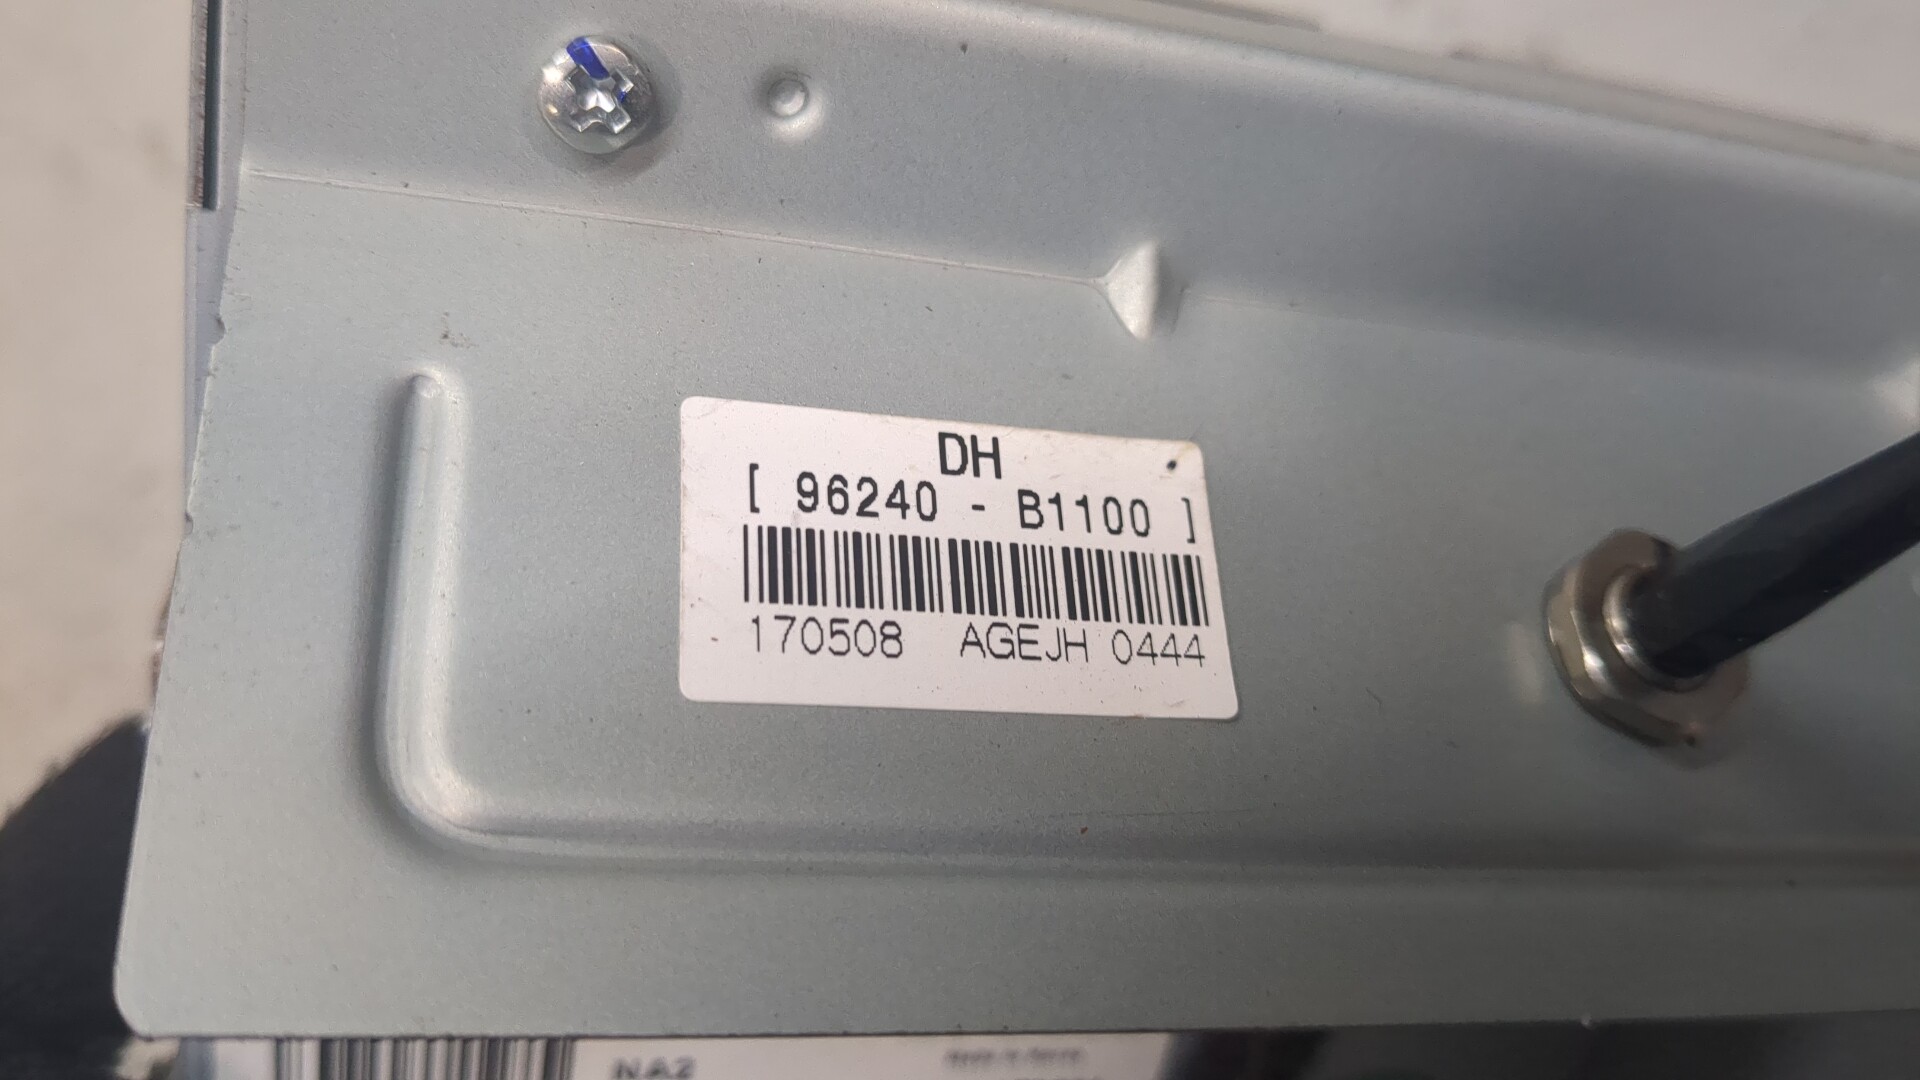 DH
[ 96240 - B1100 ]
170508 AGEJH 0444
NA2